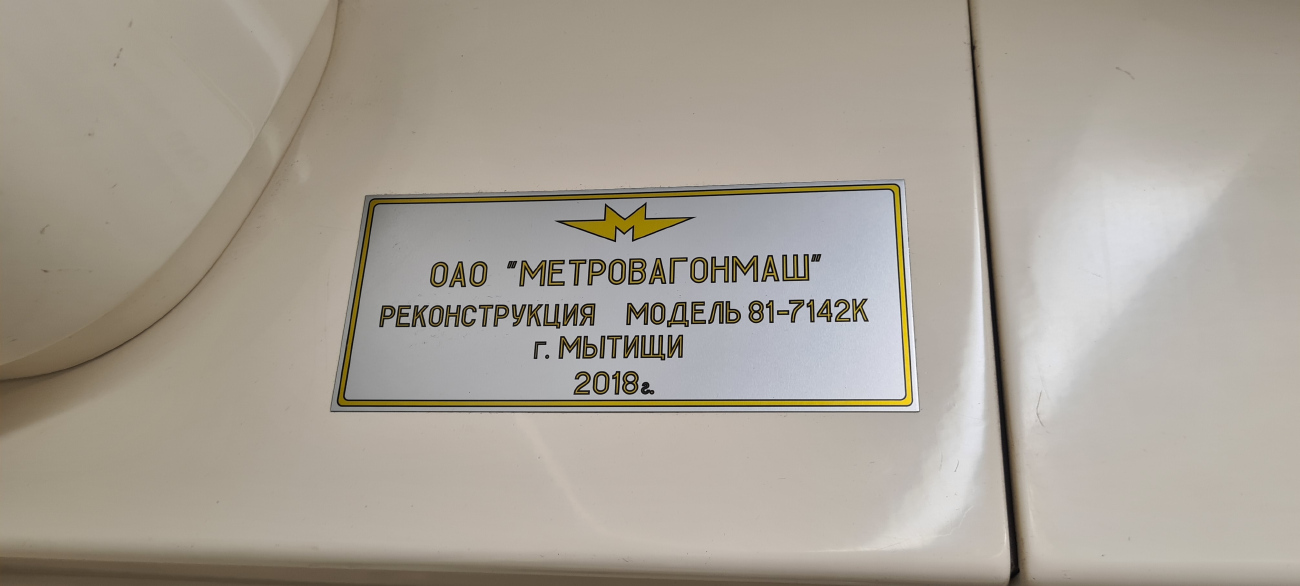 ОАО "МЕТРОВАГОНМАШ"
РЕКОНСТРУКЦИЯ МОДЕЛЬ 81-7142К
г. МЫТИЩИ
2018г.